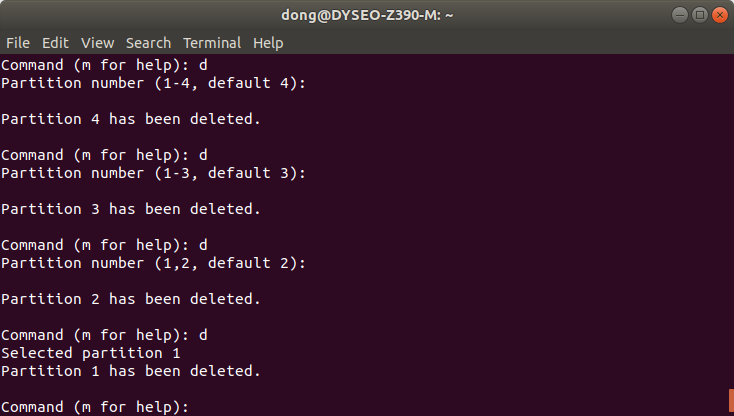 dong@DYSEO-Z390-M: ~
File Edit View Search Terminal Help
Command (m for help): d
Partition number (1-4, default 4):
Partition 4 has been deleted.
Command (m for help): d
Partition number (1-3, default 3):
Partition 3 has been deleted.
Command (m for help): d
Partition number (1,2, default 2):
Partition 2 has been deleted.
Command (m for help): d
Selected partition 1
Partition 1 has been deleted.
Command (m for help):